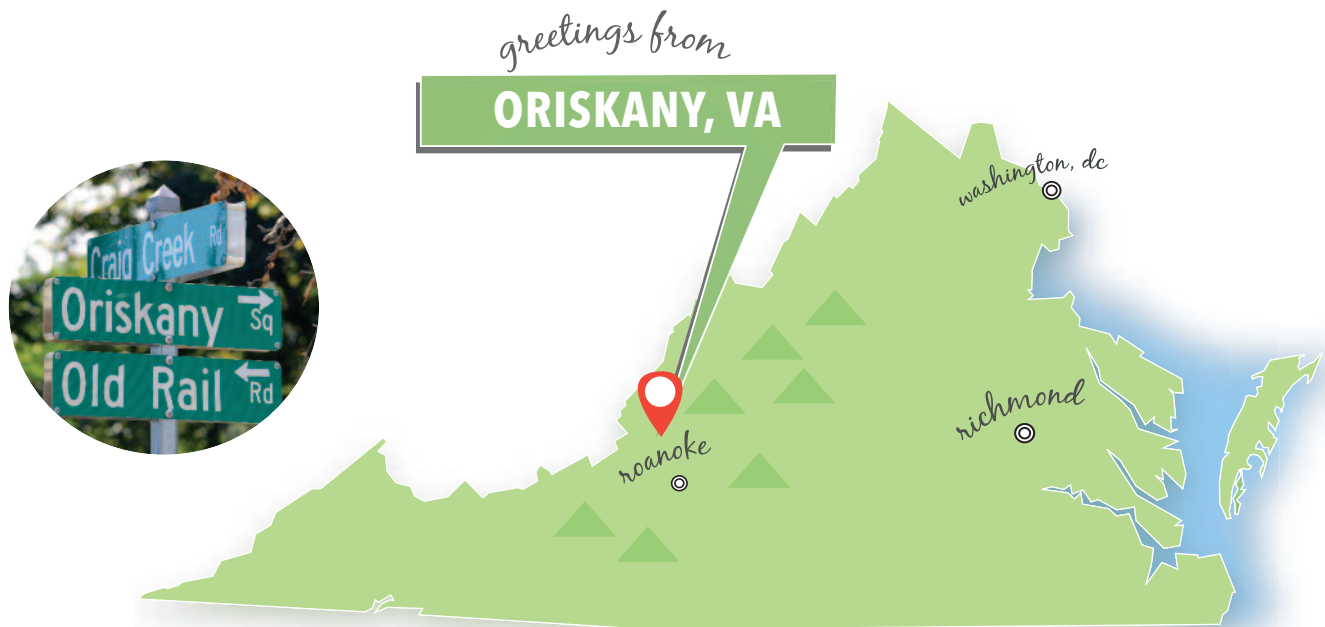 greetings from
ORISKANY, VA
washington, dc
Craig Creek Rd
Oriskany Sq
Old Rail Rd
richmond
roanoke